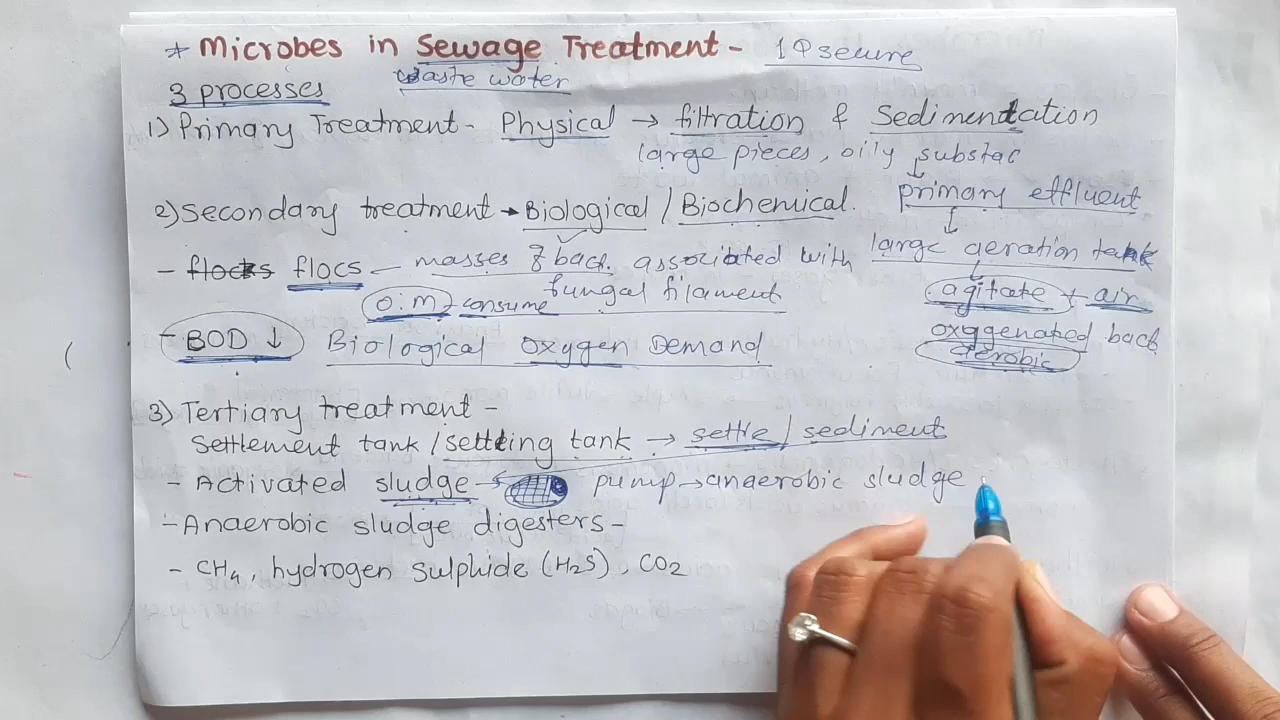 * Microbes in Sewage Treatment - 1Q secure
3 processes waste water
1) Primary Treatment - Physical → filtration & Sedimentation
large pieces, oily substac
primary effluent
2) Secondary treatment → Biological / Biochemical.
large aeration tank
- flocks flocs - masses of bact. associated with
fungal filament
agitate + air
O.M - consume
oxygenated bact
aerobic
- BOD ↓ Biological Oxygen Demand
3) Tertiary treatment -
Settlement tank / settling tank → settle / sediment
- Activated sludge pump → anaerobic sludge
- Anaerobic sludge digesters -
- CH4, hydrogen sulphide (H2S), CO2